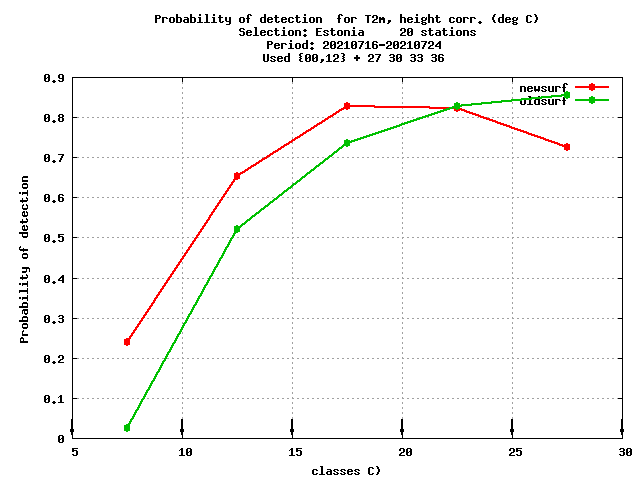 Probability of detection  for T2m, height corr. (deg C)
Selection: Estonia     20 stations
Period: 20210716-20210724
Used {00,12} + 27 30 33 36
newsurf
oldsurf
0.9
0.8
0.7
0.6
0.5
0.4
0.3
0.2
0.1
0
Probability of detection
5 10 15 20 25 30
classes C)